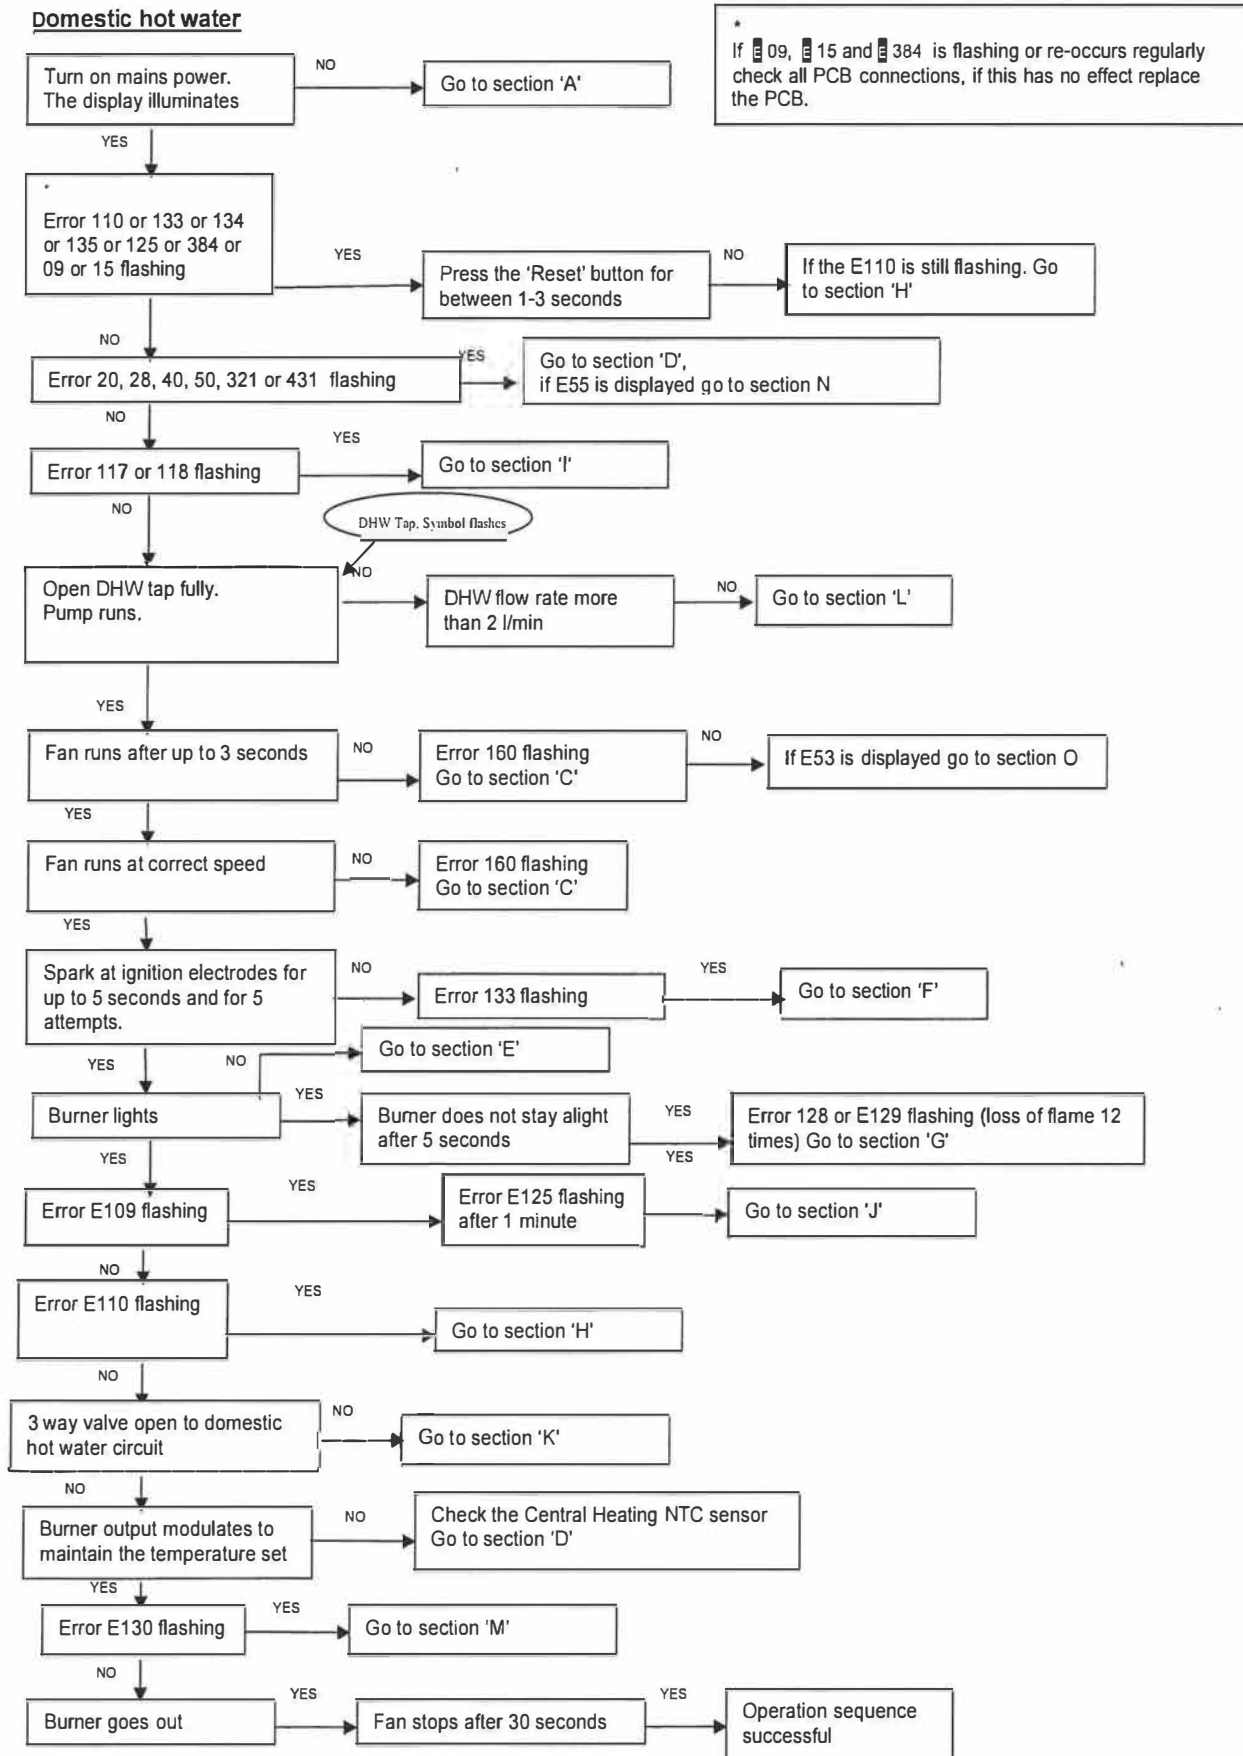 Domestic hot water
*
If E 09, E 15 and E 384 is flashing or re-occurs regularly
check all PCB connections, if this has no effect replace
the PCB.
Turn on mains power.
The display illuminates
NO
Go to section 'A'
YES
*
Error 110 or 133 or 134
or 135 or 125 or 384 or
09 or 15 flashing
YES
Press the 'Reset' button for
between 1-3 seconds
NO
If the E110 is still flashing. Go
to section 'H'
NO
Error 20, 28, 40, 50, 321 or 431 flashing
YES
Go to section 'D',
if E55 is displayed go to section N
NO
Error 117 or 118 flashing
YES
Go to section 'I'
NO
DHW Tap. Symbol flashes
Open DHW tap fully.
Pump runs.
NO
DHW flow rate more
than 2 l/min
NO
Go to section 'L'
YES
Fan runs after up to 3 seconds
NO
Error 160 flashing
Go to section 'C'
NO
If E53 is displayed go to section O
YES
Fan runs at correct speed
NO
Error 160 flashing
Go to section 'C'
YES
Spark at ignition electrodes for
up to 5 seconds and for 5
attempts.
NO
Error 133 flashing
YES
Go to section 'F'
YES
NO
Go to section 'E'
Burner lights
YES
Burner does not stay alight
after 5 seconds
YES
YES
Error 128 or E129 flashing (loss of flame 12
times) Go to section 'G'
YES
Error E109 flashing
YES
Error E125 flashing
after 1 minute
Go to section 'J'
NO
Error E110 flashing
YES
Go to section 'H'
NO
3 way valve open to domestic
hot water circuit
NO
Go to section 'K'
NO
Burner output modulates to
maintain the temperature set
NO
Check the Central Heating NTC sensor
Go to section 'D'
YES
Error E130 flashing
YES
Go to section 'M'
NO
Burner goes out
YES
Fan stops after 30 seconds
YES
Operation sequence
successful